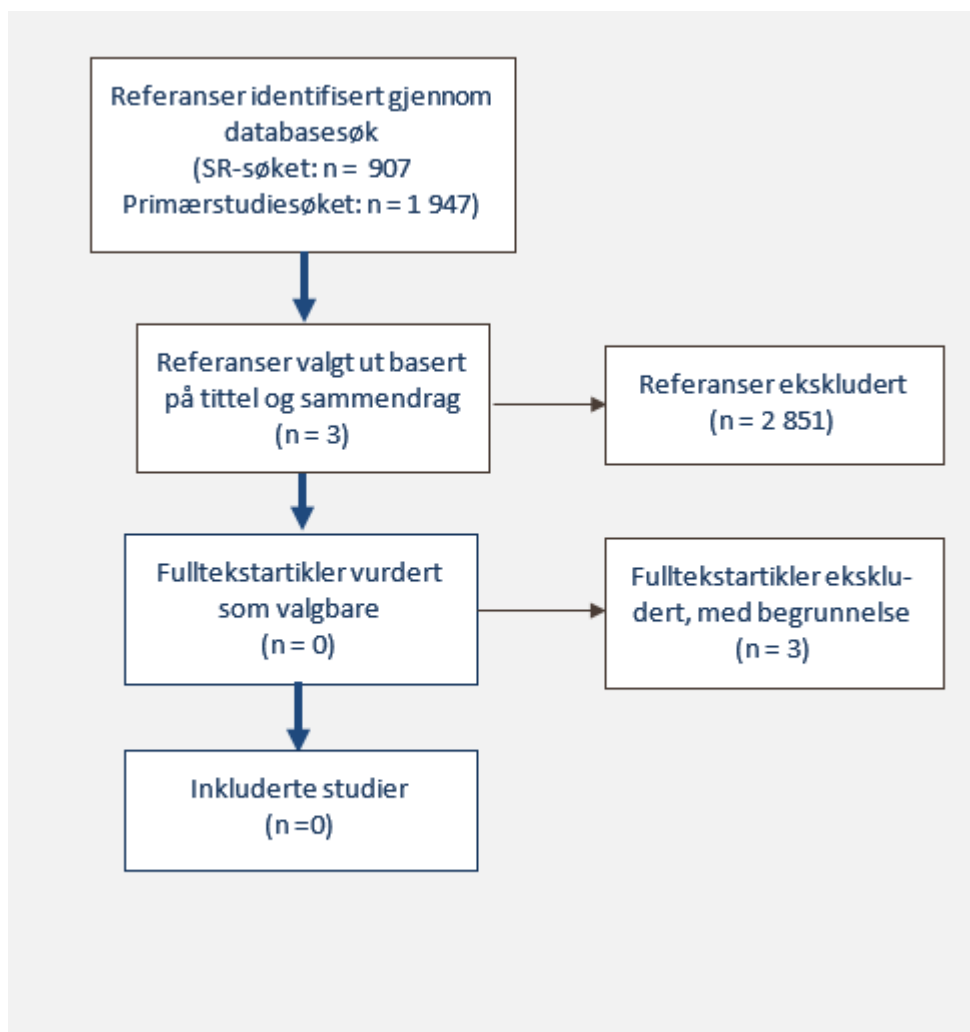 Referanser identifisert gjennom
databasesøk
(SR-søket: n = 907
Primærstudiesøket: n = 1 947)
Referanser valgt ut basert
på tittel og sammendrag
(n = 3)
Referanser ekskludert
(n = 2 851)
Fulltekstartikler vurdert
som valgbare
(n = 0)
Fulltekstartikler eksklu-
dert, med begrunnelse
(n = 3)
Inkluderte studier
(n =0)